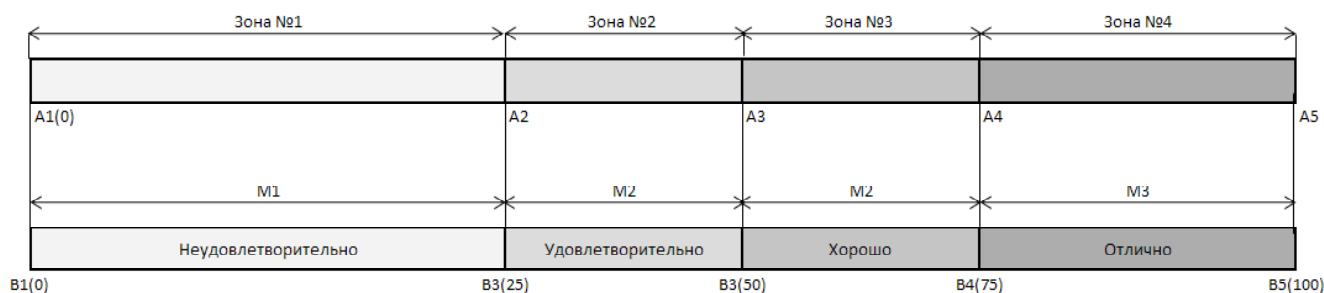 Зона №1 Зона №2 Зона №3 Зона №4
A1(0) A2 A3 A4 A5
M1 M2 M2 M3
Неудовлетворительно Удовлетворительно Хорошо Отлично
B1(0) B3(25) B3(50) B4(75) B5(100)